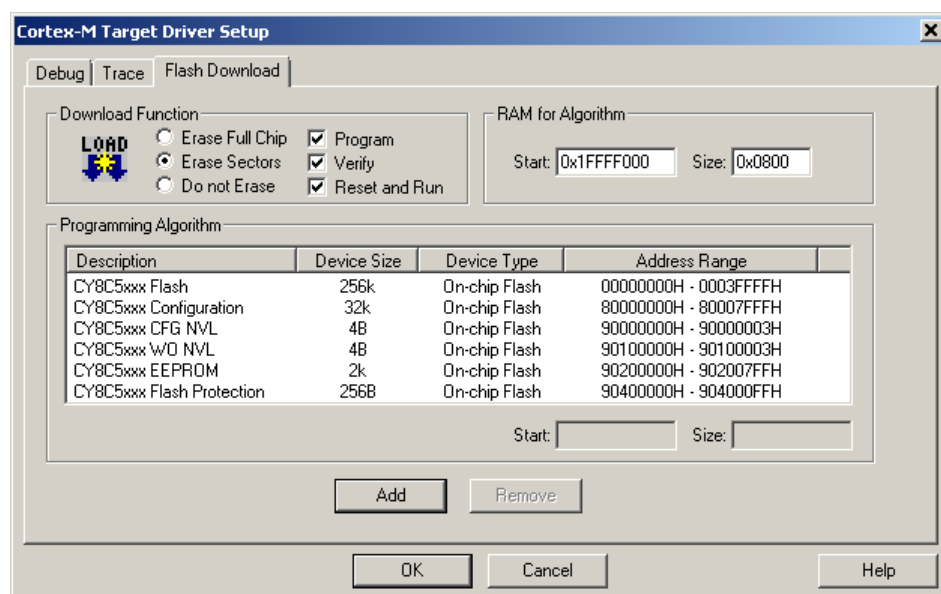 Cortex-M Target Driver Setup
Debug Trace Flash Download
Download Function
LOAD
Erase Full Chip
Erase Sectors
Do not Erase
Program
Verify
Reset and Run
RAM for Algorithm
Start: 0x1FFFF000 Size: 0x0800
Programming Algorithm
Description Device Size Device Type Address Range
CY8C5xxx Flash 256k On-chip Flash 00000000H - 0003FFFFH
CY8C5xxx Configuration 32k On-chip Flash 80000000H - 80007FFFH
CY8C5xxx CFG NVL 4B On-chip Flash 90000000H - 90000003H
CY8C5xxx WO NVL 4B On-chip Flash 90100000H - 90100003H
CY8C5xxx EEPROM 2k On-chip Flash 90200000H - 902007FFH
CY8C5xxx Flash Protection 256B On-chip Flash 90400000H - 904000FFH
Start: Size:
Add Remove
OK Cancel Help